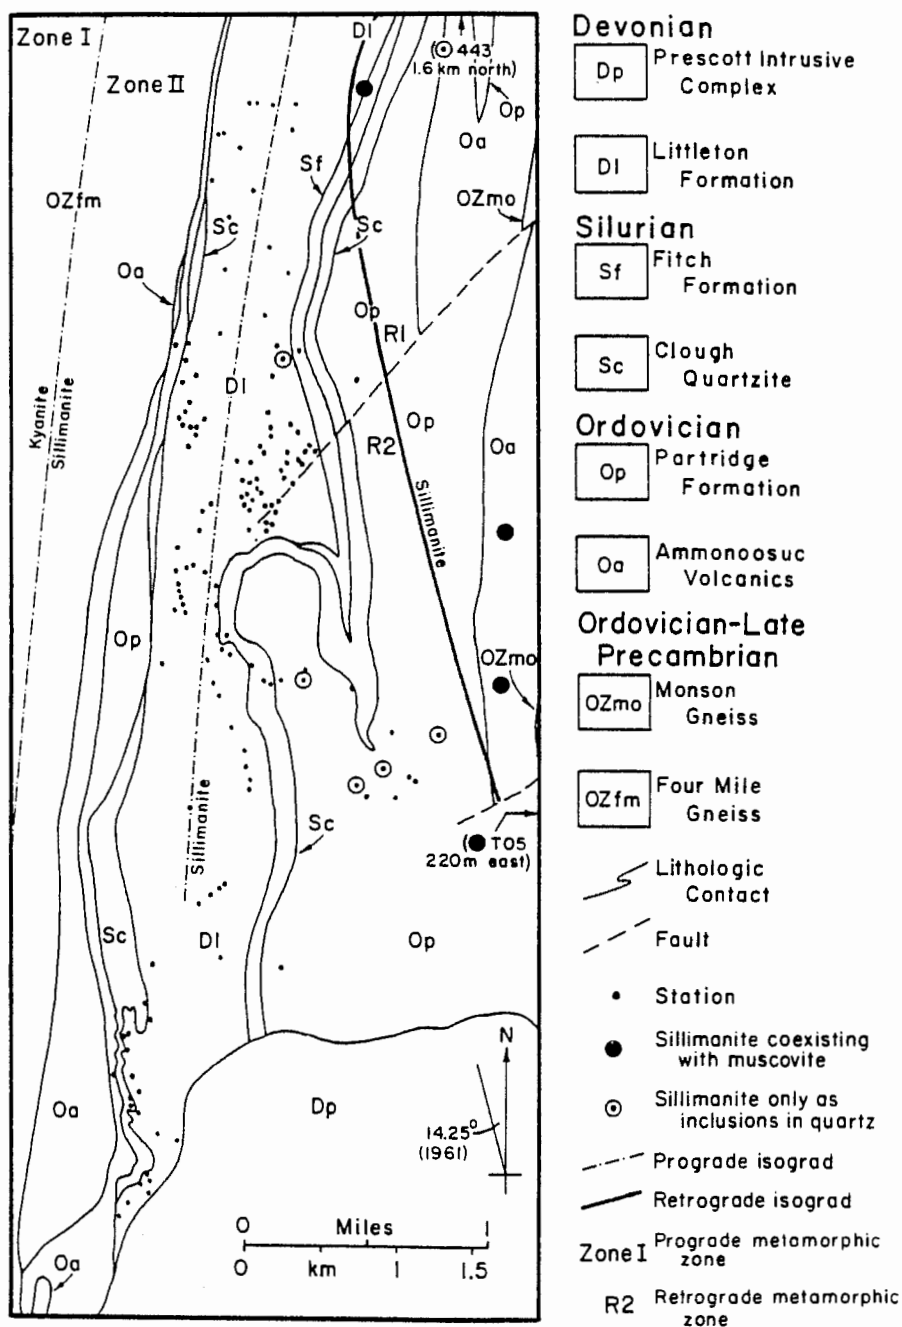 Zone I
Zone II
Dl
(⊙ 443
1.6 km north)
Op
Oa
Sf
OZfm
OZmo
Sc
Sc
Oa
Op
R1
Dl
Kyanite
Sillimanite
Op
R2
Oa
Sillimanite
Op
OZmo
Sillimanite
Sc
(● T05
220m east)
Sc
Dl
Op
N
Oa
Dp
14.25°
(1961)
0 Miles 1
Oa
0 km 1 1.5
Devonian
Dp Prescott Intrusive
Complex
Dl Littleton
Formation
Silurian
Sf Fitch
Formation
Sc Clough
Quartzite
Ordovician
Op Partridge
Formation
Oa Ammonoosuc
Volcanics
Ordovician-Late
Precambrian
OZmo Monson
Gneiss
OZfm Four Mile
Gneiss
Lithologic
Contact
Fault
Station
Sillimanite coexisting
with muscovite
Sillimanite only as
inclusions in quartz
Prograde isograd
Retrograde isograd
Zone I Prograde metamorphic
zone
R2 Retrograde metamorphic
zone